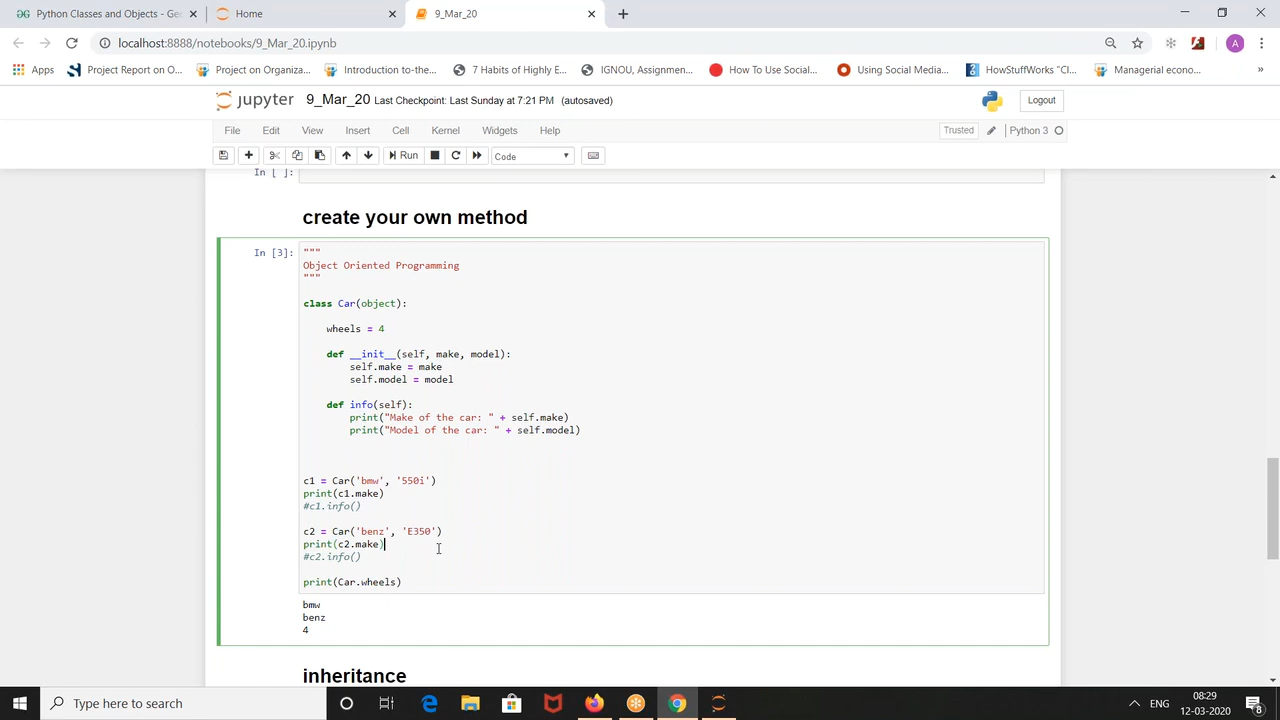 Python Classes and Objects - Gee
Home
9_Mar_20
localhost:8888/notebooks/9_Mar_20.ipynb
A
Apps
Project Report on O...
Project on Organiza...
Introduction to-the...
7 Habits of Highly E...
IGNOU, Assignmen...
How To Use Social...
Using Social Media...
HowStuffWorks "Cl...
Managerial econo...
»
jupyter 9_Mar_20 Last Checkpoint: Last Sunday at 7:21 PM (autosaved)
Logout
File Edit View Insert Cell Kernel Widgets Help
Trusted
Python 3
Run
Code
In [ ]:
create your own method
In [3]:
"""
Object Oriented Programming
"""
class Car(object):
wheels = 4
def __init__(self, make, model):
self.make = make
self.model = model
def info(self):
print("Make of the car: " + self.make)
print("Model of the car: " + self.model)
c1 = Car('bmw', '550i')
print(c1.make)
#c1.info()
c2 = Car('benz', 'E350')
print(c2.make)
#c2.info()
print(Car.wheels)
bmw
benz
4
inheritance
Type here to search
ENG
08:29
12-03-2020
8